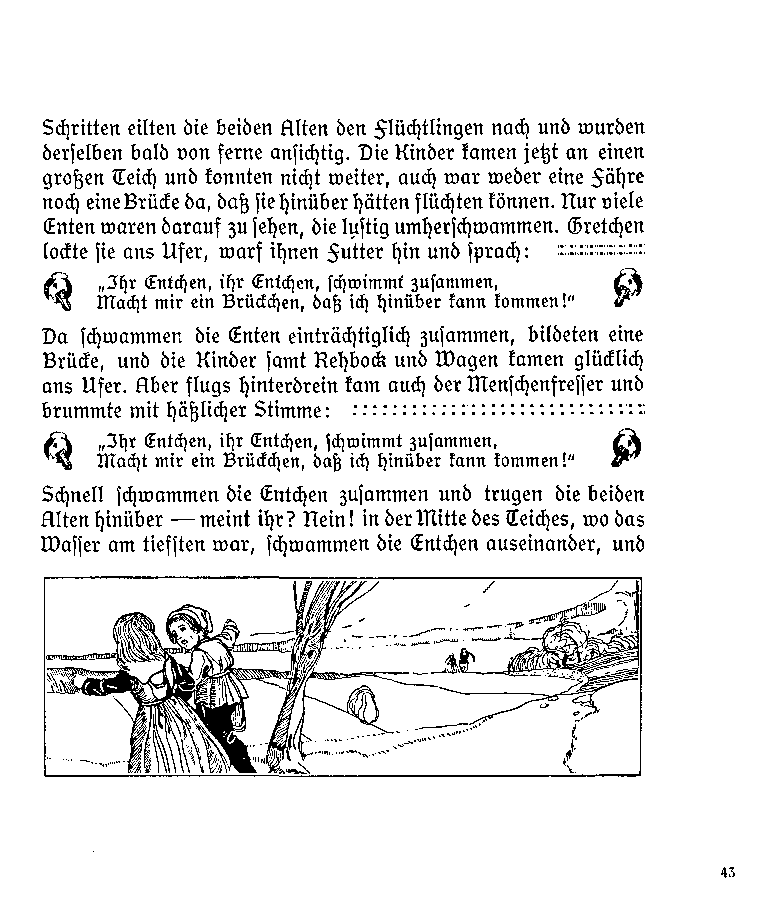 Schritten eilten die beiden Alten den Flüchtlingen nach und wurden
derselben bald von ferne ansichtig. Die Kinder kamen jetzt an einen
großen Teich und konnten nicht weiter, auch war weder eine Fähre
noch eine Brücke da, daß sie hinüber hätten flüchten können. Nur viele
Enten waren darauf zu sehen, die lustig umherschwammen. Gretchen
lockte sie ans Ufer, warf ihnen Futter hin und sprach:
„Ihr Entchen, ihr Entchen, schwimmt zusammen,
Macht mir ein Brückchen, daß ich hinüber kann kommen!“
Da schwammen die Enten einträchtiglich zusammen, bildeten eine
Brücke, und die Kinder samt Rehbock und Wagen kamen glücklich
ans Ufer. Aber flugs hinterdrein kam auch der Menschenfresser und
brummte mit häßlicher Stimme:
„Ihr Entchen, ihr Entchen, schwimmt zusammen,
Macht mir ein Brückchen, daß ich hinüber kann kommen!“
Schnell schwammen die Entchen zusammen und trugen die beiden
Alten hinüber — meint ihr? Nein! in der Mitte des Teiches, wo das
Wasser am tiefsten war, schwammen die Entchen auseinander, und
43